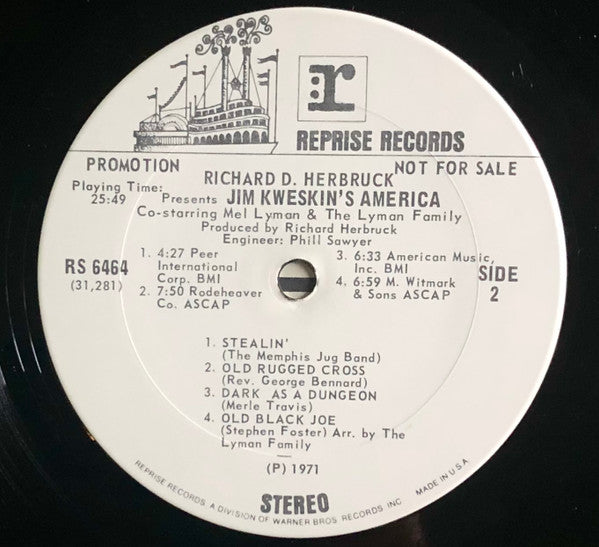 :r
REPRISE RECORDS
PROMOTION
NOT FOR SALE
RICHARD D. HERBRUCK
Playing Time:
25:49
Presents JIM KWESKIN'S AMERICA
Co-starring Mel Lyman & The Lyman Family
Produced by Richard Herbruck
Engineer: Phill Sawyer
RS 6464
(31,281)
1. 4:27 Peer
International
Corp. BMI
2. 7:50 Rodeheaver
Co. ASCAP
3. 6:33 American Music,
Inc. BMI
4. 6:59 M. Witmark
& Sons ASCAP
SIDE
2
1. STEALIN'
(The Memphis Jug Band)
2. OLD RUGGED CROSS
(Rev. George Bennard)
3. DARK AS A DUNGEON
(Merle Travis)
4. OLD BLACK JOE
(Stephen Foster) Arr. by The
Lyman Family
(P) 1971
STEREO
REPRISE RECORDS, A DIVISION OF WARNER BROS. RECORDS INC. MADE IN U.S.A.